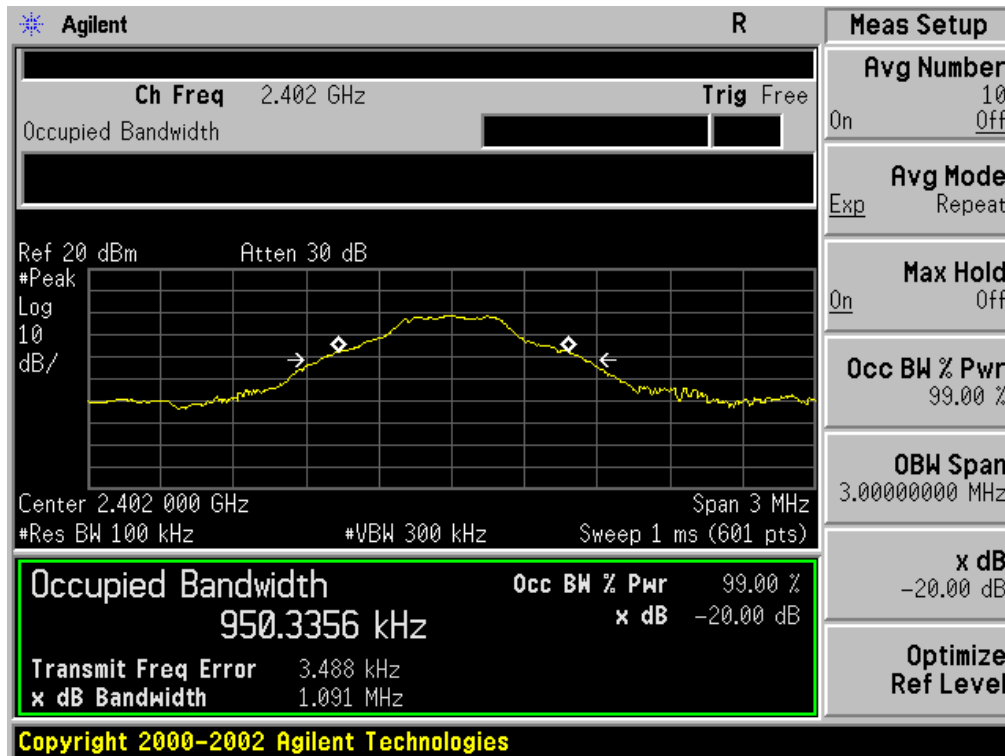 Agilent R Meas Setup
Ch Freq 2.402 GHz Trig Free
Occupied Bandwidth
Ref 20 dBm Atten 30 dB
#Peak
Log
10
dB/
Center 2.402 000 GHz Span 3 MHz
#Res BW 100 kHz #VBW 300 kHz Sweep 1 ms (601 pts)
Occupied Bandwidth
950.3356 kHz
Occ BW % Pwr 99.00 %
x dB -20.00 dB
Transmit Freq Error 3.488 kHz
x dB Bandwidth 1.091 MHz
Avg Number
10
On Off
Avg Mode
Exp Repeat
Max Hold
On Off
Occ BW % Pwr
99.00 %
OBW Span
3.00000000 MHz
x dB
-20.00 dB
Optimize
Ref Level
Copyright 2000-2002 Agilent Technologies